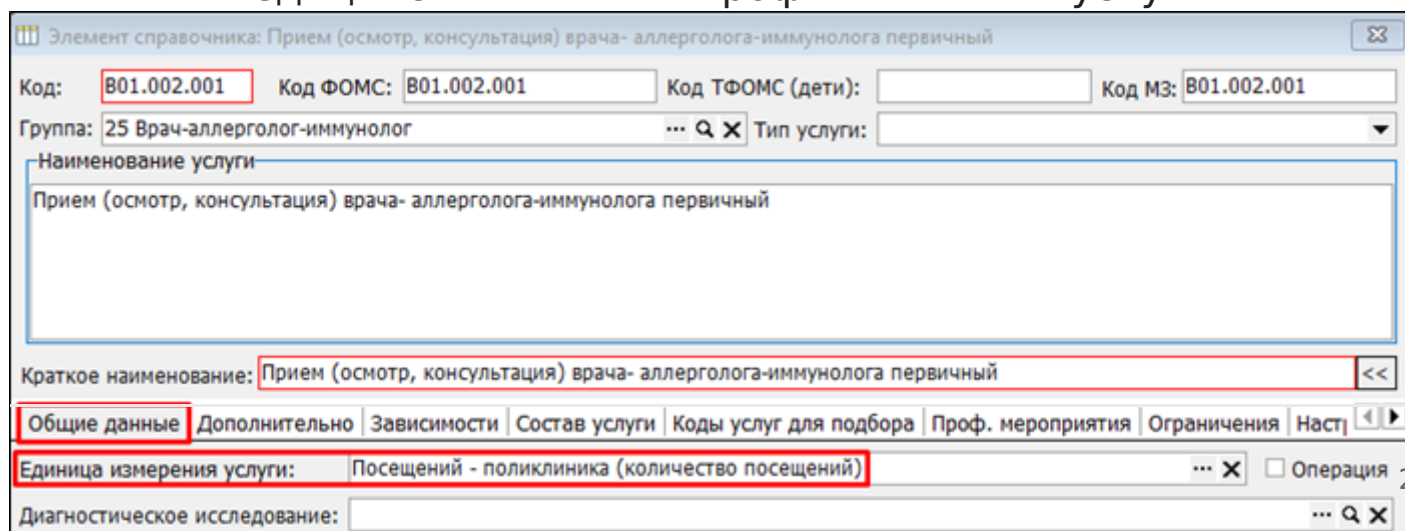 Элемент справочника: Прием (осмотр, консультация) врача- аллерголога-иммунолога первичный
Код: B01.002.001 Код ФОМС: B01.002.001 Код ТФОМС (дети): Код МЗ: B01.002.001
Группа: 25 Врач-аллерголог-иммунолог Тип услуги:
Наименование услуги
Прием (осмотр, консультация) врача- аллерголога-иммунолога первичный
Краткое наименование: Прием (осмотр, консультация) врача- аллерголога-иммунолога первичный <<
Общие данные Дополнительно Зависимости Состав услуги Коды услуг для подбора Проф. мероприятия Ограничения Наст
Единица измерения услуги: Посещений - поликлиника (количество посещений) ... Операция
Диагностическое исследование: ...